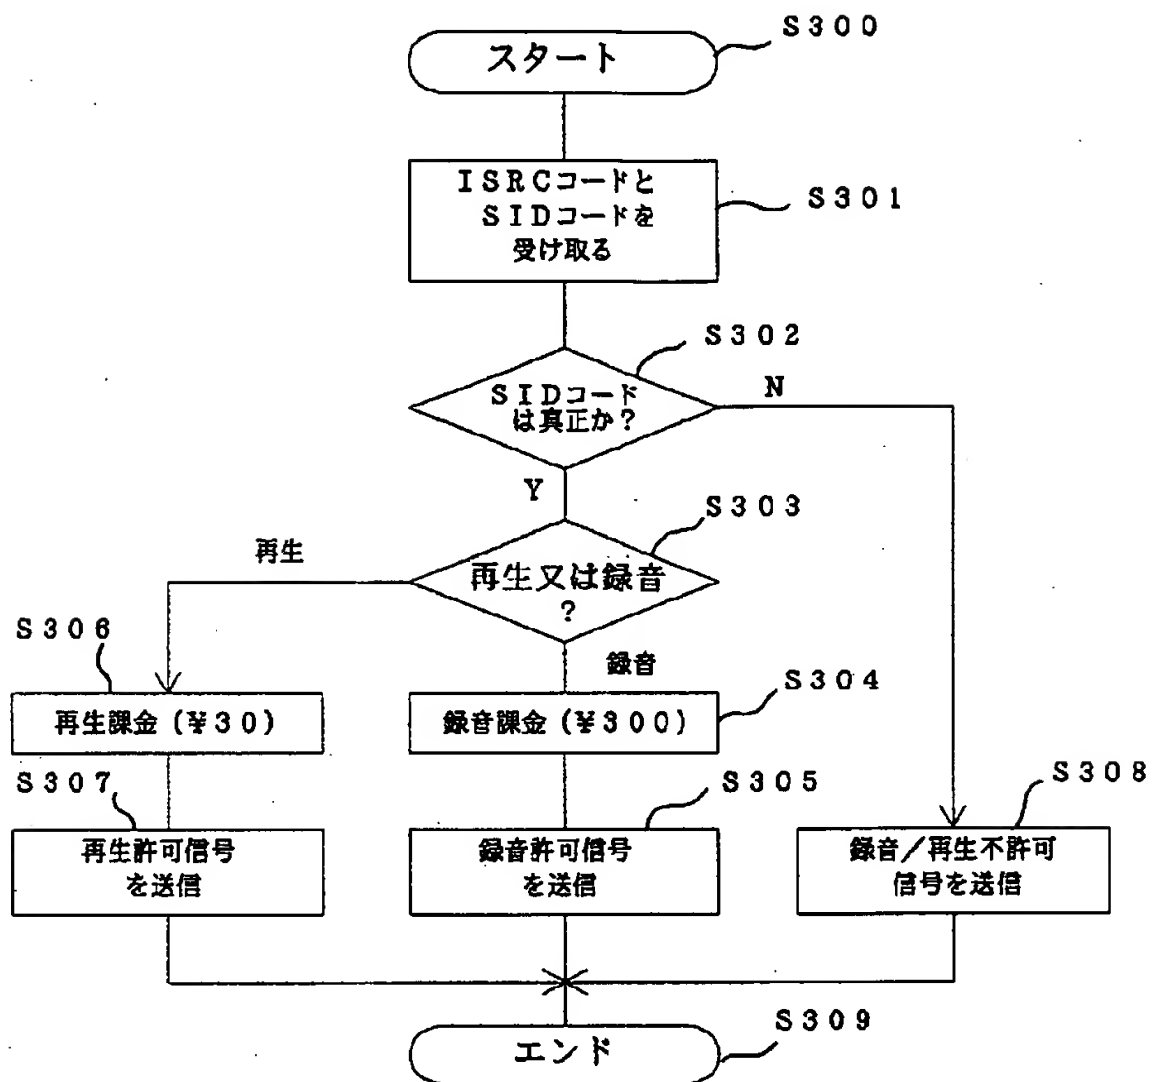 S300
スタート
ISRCコードと
SIDコードを
受け取る
S301
S302
SIDコード
は真正か?
N
Y
S303
再生
再生又は録音
?
録音
S306
S304
再生課金(¥30)
録音課金(¥300)
S307
S305
S308
再生許可信号
を送信
録音許可信号
を送信
録音/再生不許可
信号を送信
S309
エンド